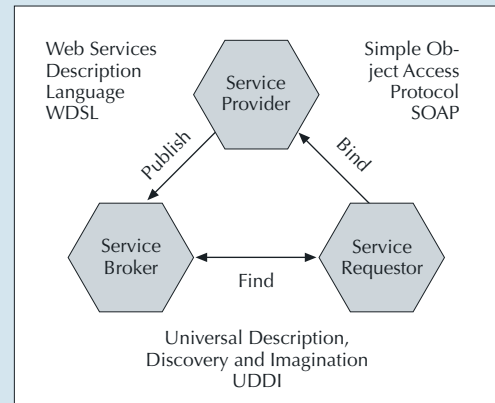 Web Services
Description
Language
WDSL
Simple Ob-
ject Access
Protocol
SOAP
Service
Provider
Publish
Bind
Service
Broker
Find
Service
Requestor
Universal Description,
Discovery and Imagination
UDDI